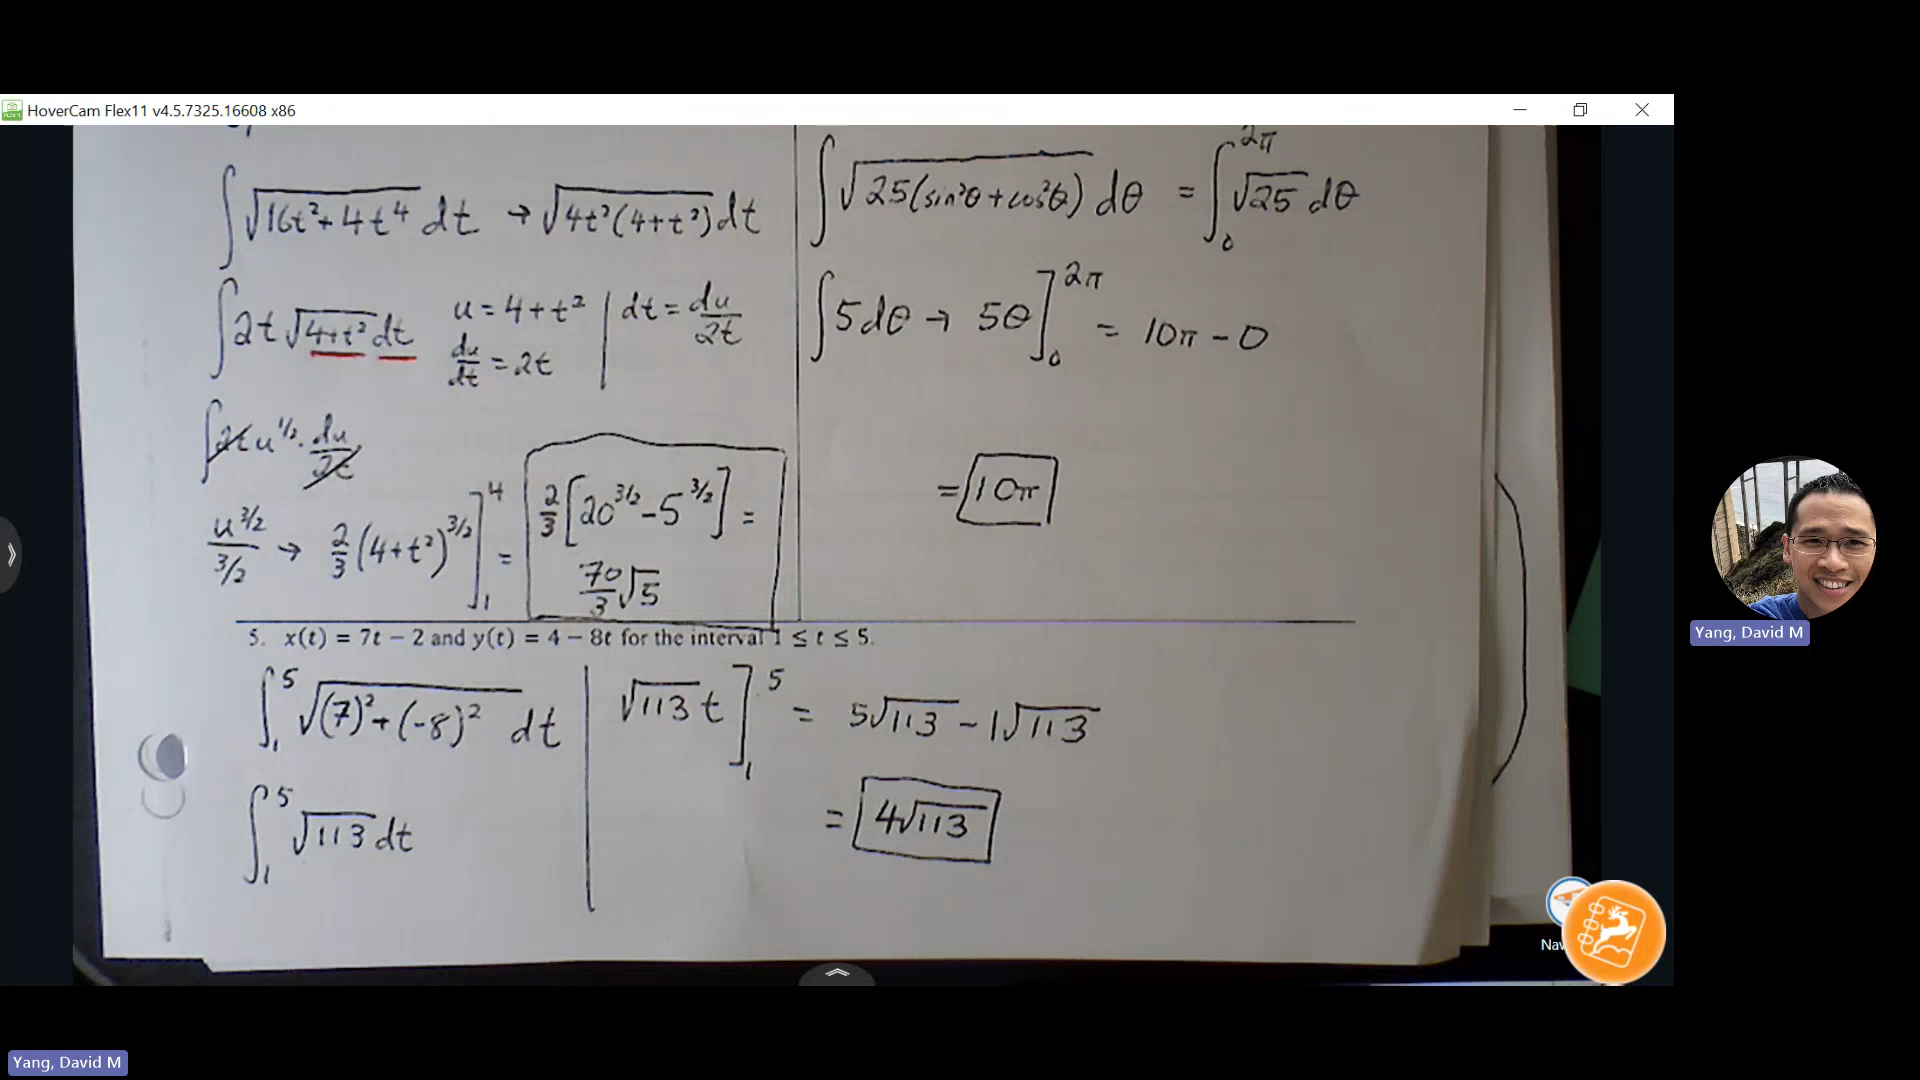 HoverCam Flex11 v4.5.7325.16608 x86
∫√(16t²+4t⁴) dt → √(4t²(4+t²)) dt
∫2t√(4+t²) dt
u = 4+t²
du/dt = 2t
dt = du/2t
∫2t u^1/2 · du/2t
u^3/2 / 3/2 → 2/3 (4+t²)^3/2 ]₁⁴ =
2/3 [20^3/2 − 5^3/2] =
70/3 √5
∫√(25(sin²θ + cos²θ)) dθ = ∫₀^2π √25 dθ
∫5dθ → 5θ ]₀^2π = 10π − 0
= 10π
5. x(t) = 7t − 2 and y(t) = 4 − 8t for the interval 1 ≤ t ≤ 5.
∫₁⁵ √((7)²+(-8)²) dt
∫₁⁵ √113 dt
√113 t ]₁⁵ = 5√113 − 1√113
= 4√113
Yang, David M
Yang, David M